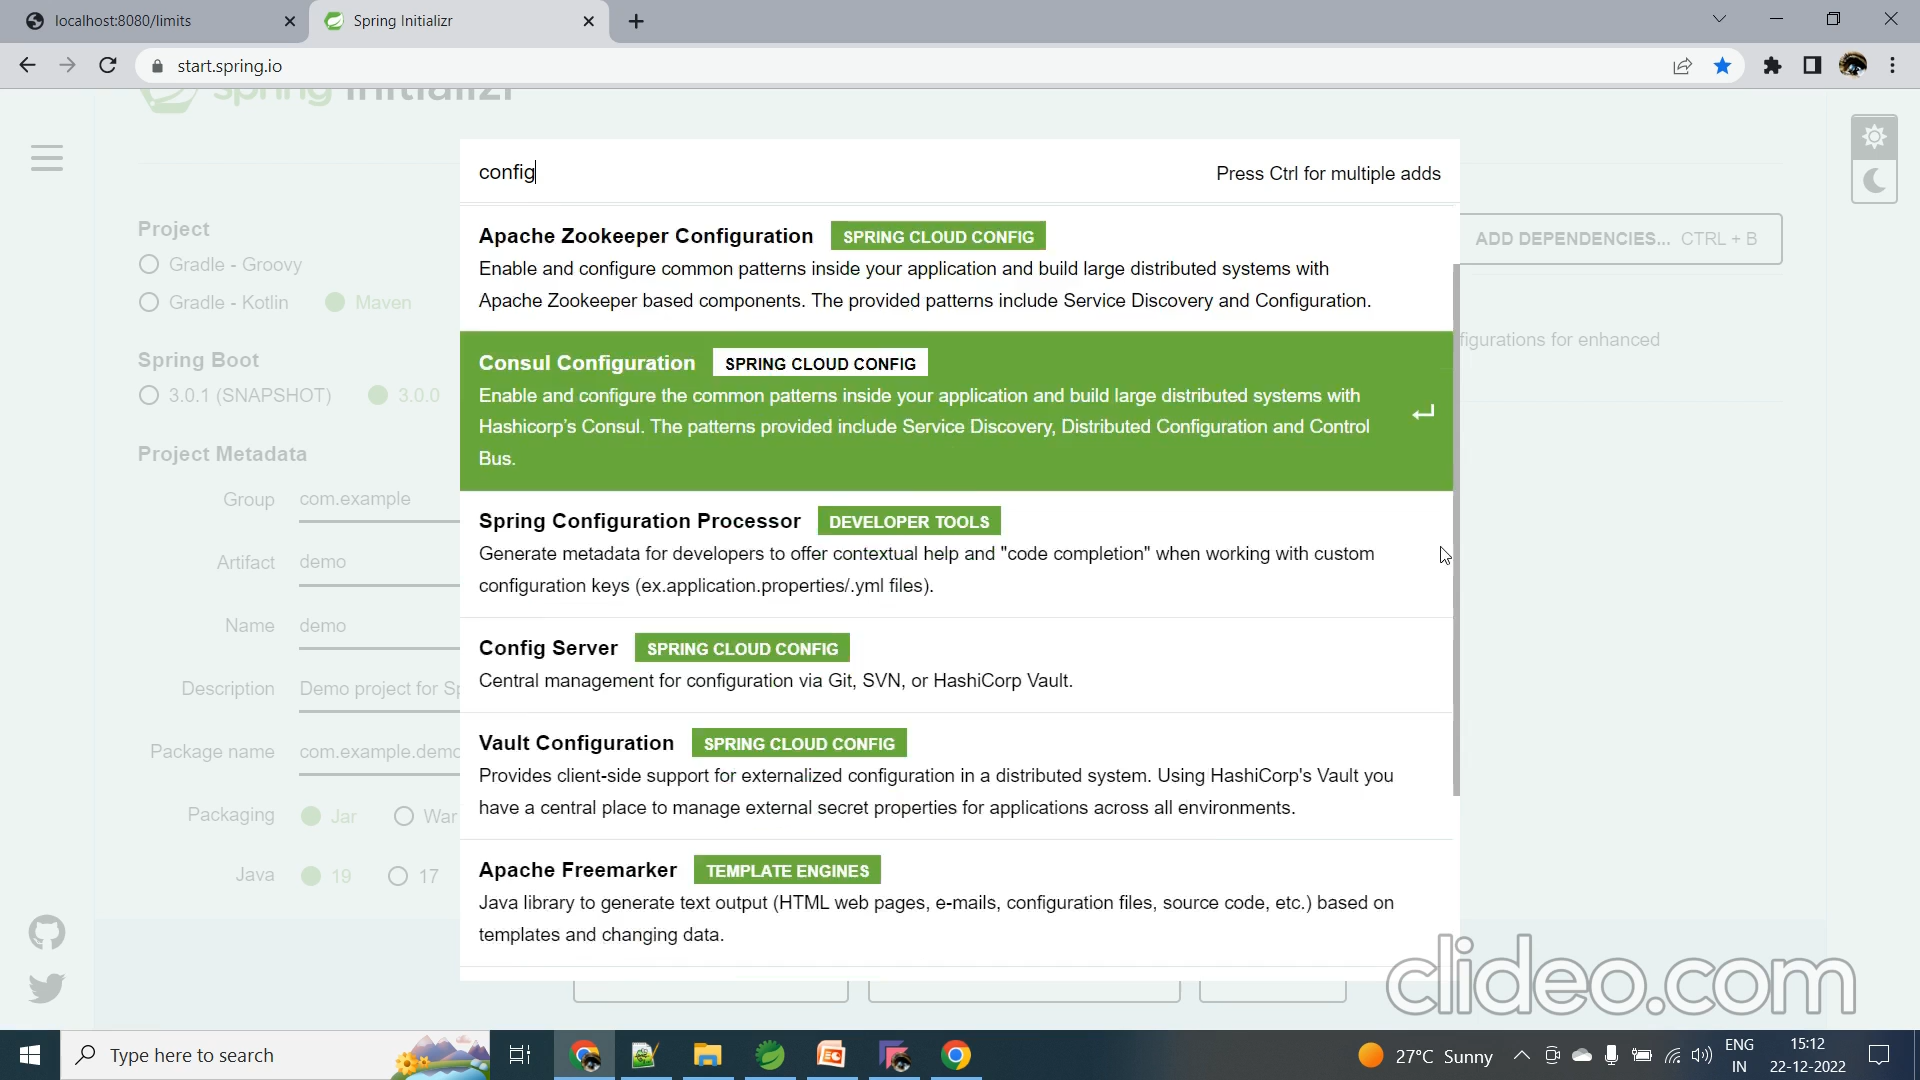 localhost:8080/limits
Spring Initializr
start.spring.io
spring initializr
config
Press Ctrl for multiple adds
Project
Gradle - Groovy
Gradle - Kotlin
Maven
Spring Boot
3.0.1 (SNAPSHOT)
3.0.0
Project Metadata
Group
com.example
Artifact
demo
Name
demo
Description
Demo project for Sp
Package name
com.example.demo
Packaging
Jar
War
Java
19
17
Apache Zookeeper Configuration SPRING CLOUD CONFIG
Enable and configure common patterns inside your application and build large distributed systems with
Apache Zookeeper based components. The provided patterns include Service Discovery and Configuration.
Consul Configuration SPRING CLOUD CONFIG
Enable and configure the common patterns inside your application and build large distributed systems with
Hashicorp's Consul. The patterns provided include Service Discovery, Distributed Configuration and Control
Bus.
Spring Configuration Processor DEVELOPER TOOLS
Generate metadata for developers to offer contextual help and "code completion" when working with custom
configuration keys (ex.application.properties/.yml files).
Config Server SPRING CLOUD CONFIG
Central management for configuration via Git, SVN, or HashiCorp Vault.
Vault Configuration SPRING CLOUD CONFIG
Provides client-side support for externalized configuration in a distributed system. Using HashiCorp's Vault you
have a central place to manage external secret properties for applications across all environments.
Apache Freemarker TEMPLATE ENGINES
Java library to generate text output (HTML web pages, e-mails, configuration files, source code, etc.) based on
templates and changing data.
ADD DEPENDENCIES... CTRL + B
figurations for enhanced
clideo.com
Type here to search
27°C Sunny
ENG
IN
15:12
22-12-2022